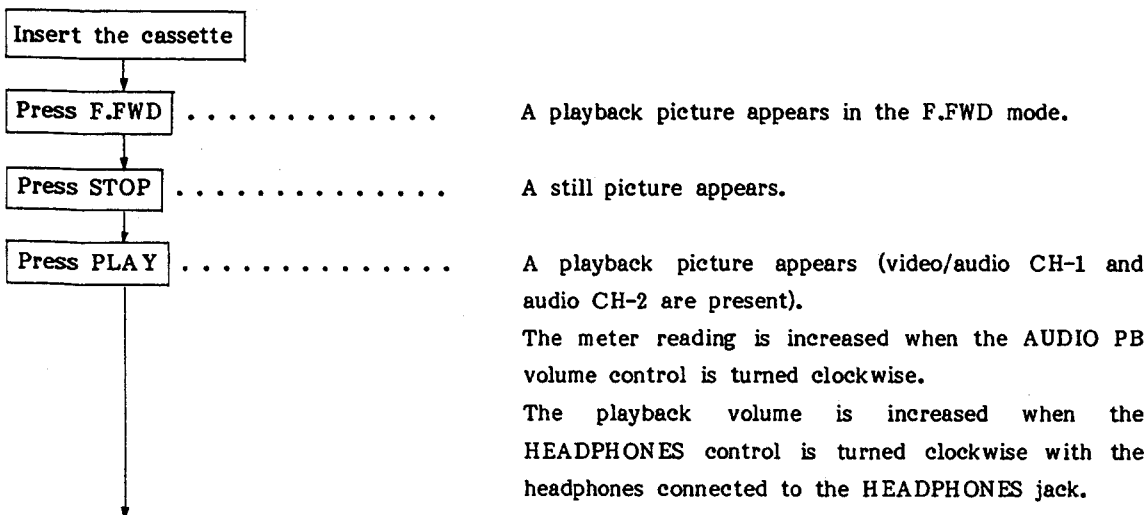 Insert the cassette
Press F.FWD . . . . . . . . . . . . . A playback picture appears in the F.FWD mode.
Press STOP . . . . . . . . . . . . . . A still picture appears.
Press PLAY . . . . . . . . . . . . . . A playback picture appears (video/audio CH-1 and
audio CH-2 are present).
The meter reading is increased when the AUDIO PB
volume control is turned clockwise.
The playback volume is increased when the
HEADPHONES control is turned clockwise with the
headphones connected to the HEADPHONES jack.